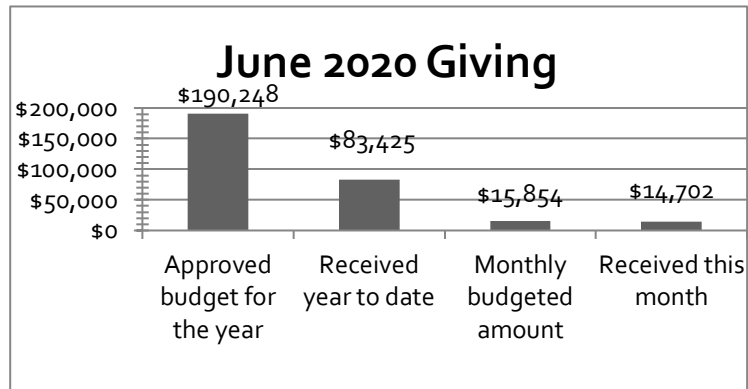 June 2020 Giving
$190,248
$83,425
$15,854
$14,702
$200,000
$150,000
$100,000
$50,000
$0
Approved
budget for
the year
Received
year to date
Monthly
budgeted
amount
Received this
month